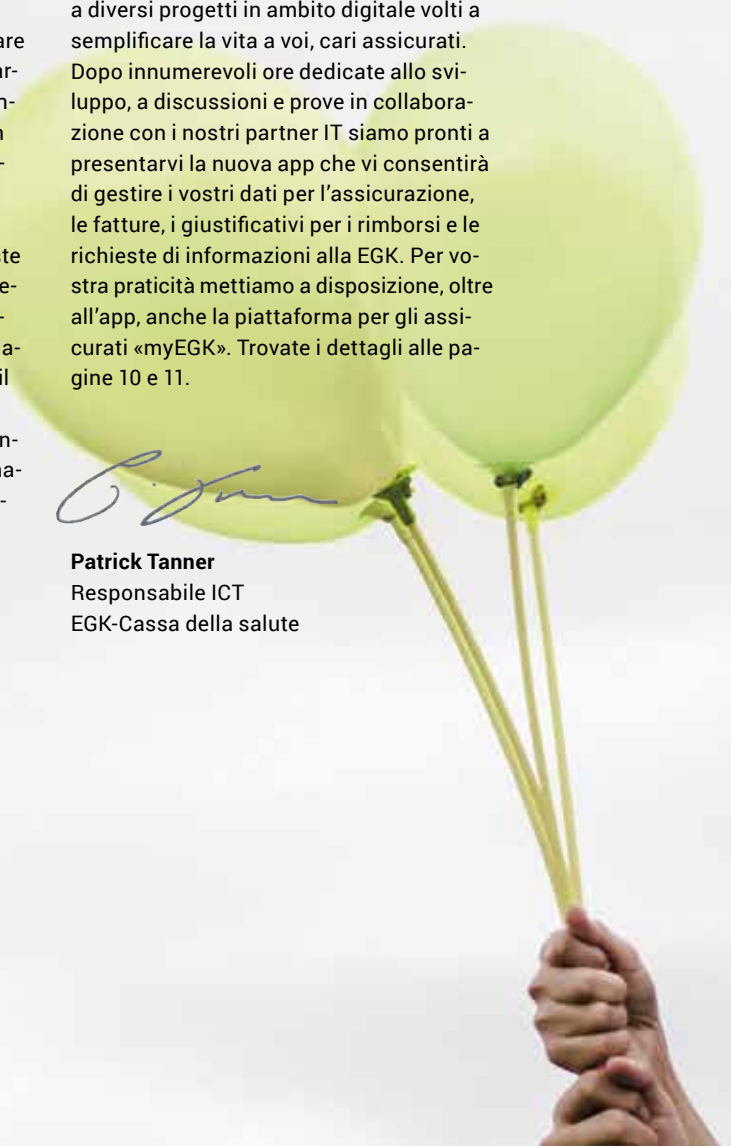 are
ar-
n-
-
te
e-
-
a-
il
n-
a-
-
a diversi progetti in ambito digitale volti a
semplificare la vita a voi, cari assicurati.
Dopo innumerevoli ore dedicate allo svi-
luppo, a discussioni e prove in collabora-
zione con i nostri partner IT siamo pronti a
presentarvi la nuova app che vi consentirà
di gestire i vostri dati per l’assicurazione,
le fatture, i giustificativi per i rimborsi e le
richieste di informazioni alla EGK. Per vo-
stra praticità mettiamo a disposizione, oltre
all’app, anche la piattaforma per gli assi-
curati «myEGK». Trovate i dettagli alle pa-
gine 10 e 11.
Patrick Tanner
Responsabile ICT
EGK-Cassa della salute